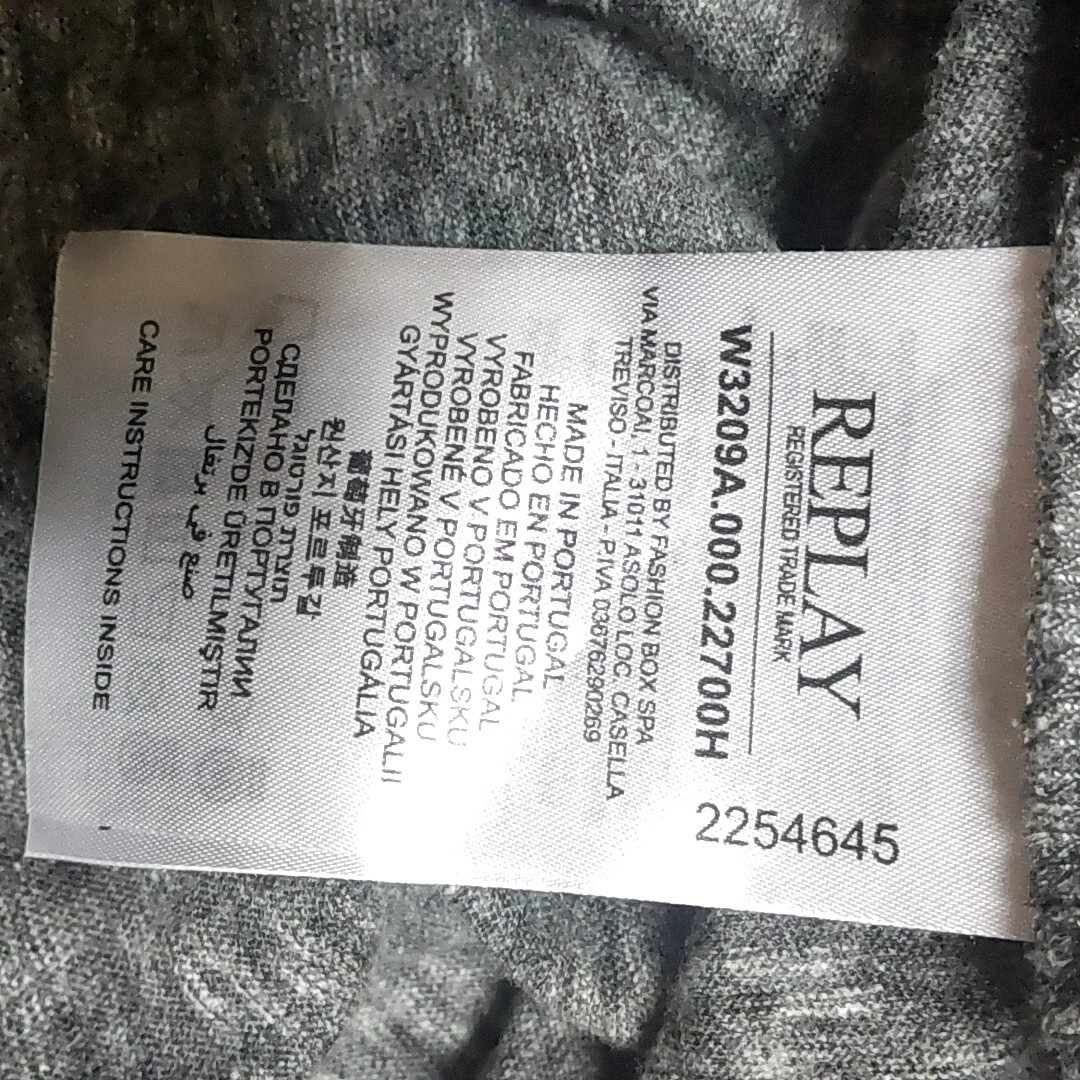 REPLAY
REGISTERED TRADE MARK
W3209A.000.22700H
2254645
DISTRIBUTED BY FASHION BOX SPA
VIA MARCOAI, 1 - 31011 ASOLO LOC. CASELLA
TREVISO - ITALIA - P.IVA 03676290269
MADE IN PORTUGAL
HECHO EN PORTUGAL
FABRICADO EM PORTUGAL
VYROBENO V PORTUGALSKU
VYROBENÉ V PORTUGALSKU
WYPRODUKOWANO W PORTUGALII
GYÁRTÁSI HELY PORTUGÁLIA
葡萄牙制造
원산지 포르투갈
תוצרת פורטוגל
СДЕЛАНО В ПОРТУГАЛИИ
PORTEKIZDE ÜRETILMIŞTIR
صنع في برتغال
CARE INSTRUCTIONS INSIDE